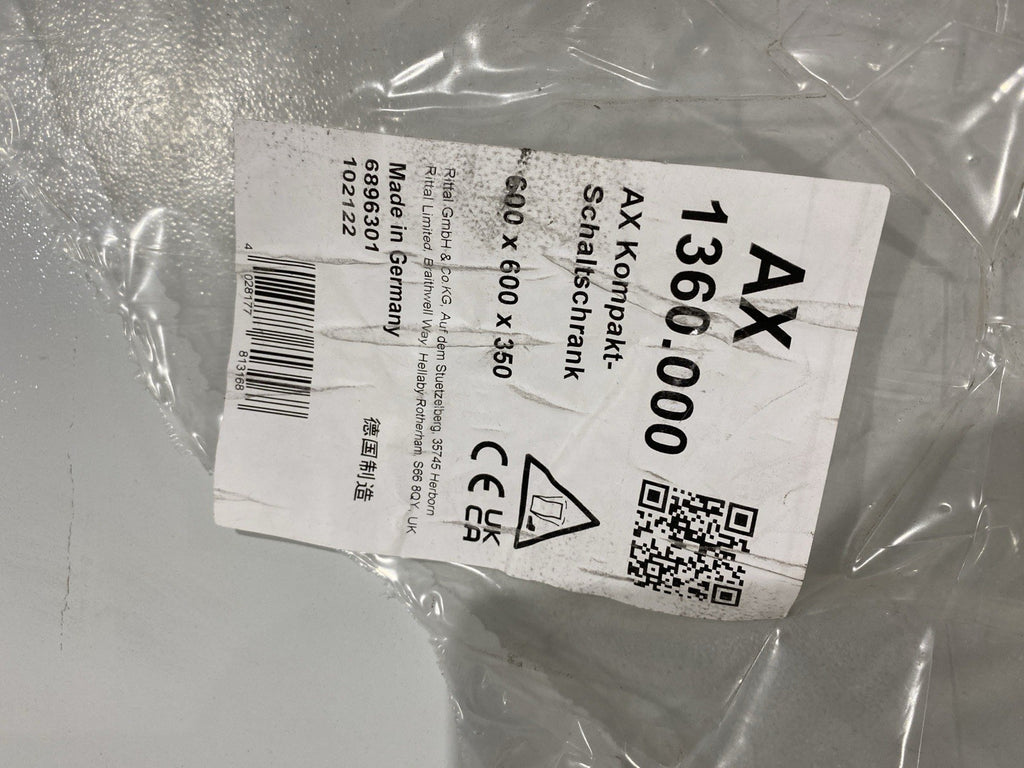 AX
1360.000
AX Kompakt-
Schaltschrank
600 x 600 x 350
CE UK
CA
Rittal GmbH & Co.KG, Auf dem Stuetzelberg, 35745 Herborn
Rittal Limited, Braithwell Way, Hellaby Rotherham, S66 8QY, UK
Made in Germany
6896301
102122
德国制造
4 028177 813168